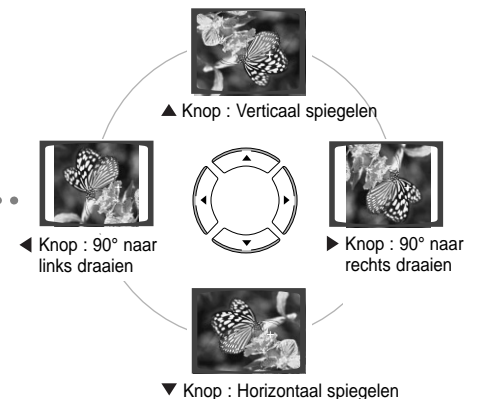 ▲ Knop : Verticaal spiegelen
◀ Knop : 90° naar
links draaien
▶ Knop : 90° naar
rechts draaien
▼ Knop : Horizontaal spiegelen